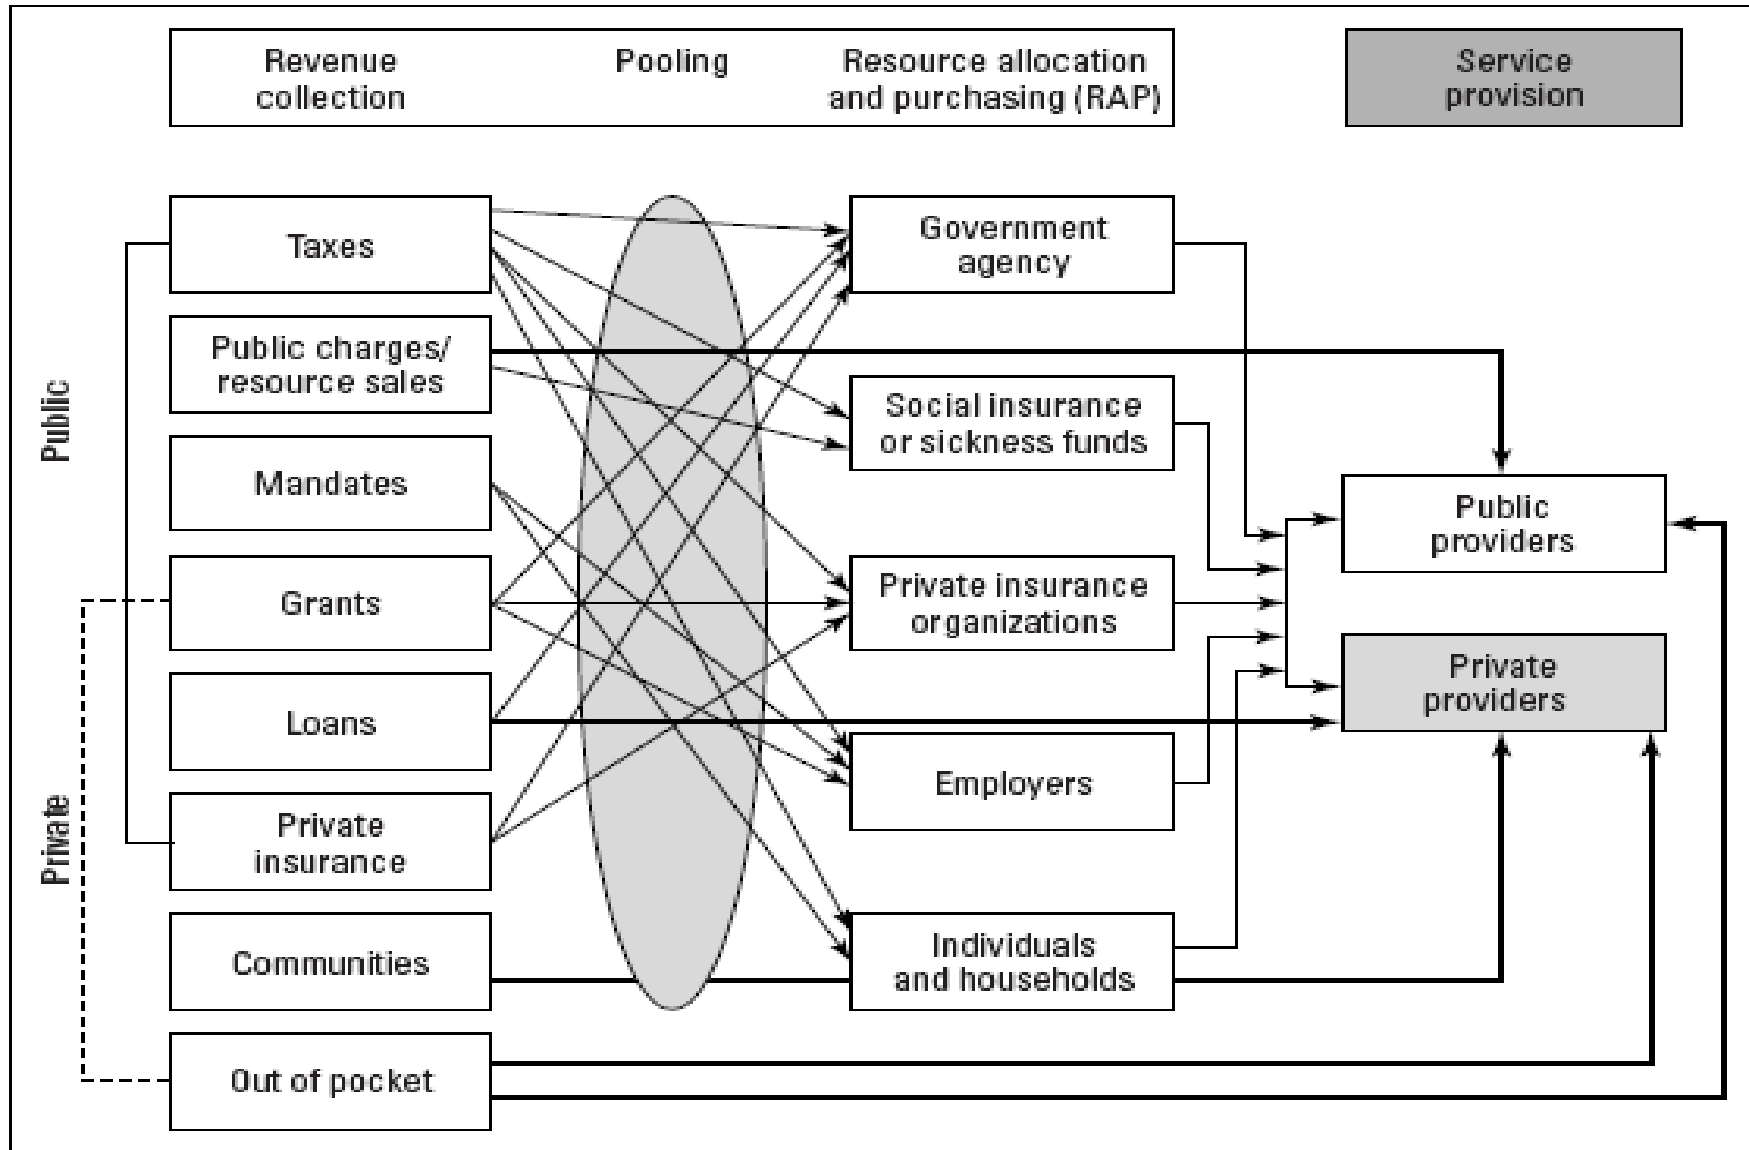 Revenue
collection
Pooling
Resource allocation
and purchasing (RAP)
Service
provision
Public
Private
Taxes
Public charges/
resource sales
Mandates
Grants
Loans
Private
insurance
Communities
Out of pocket
Government
agency
Social insurance
or sickness funds
Private insurance
organizations
Employers
Individuals
and households
Public
providers
Private
providers